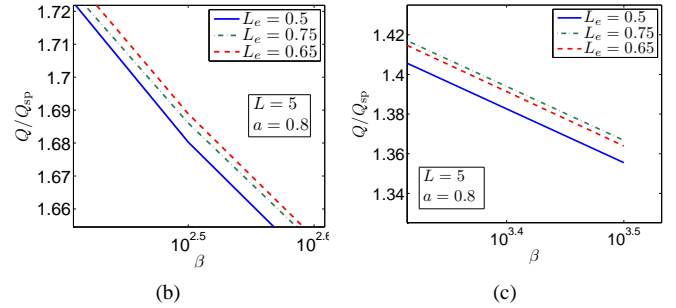 1.72
1.71
1.7
1.69
1.68
1.67
1.66
Q/Q_sp
L_e = 0.5
L_e = 0.75
L_e = 0.65
L = 5
a = 0.8
10^2.5
10^2.6
β
(b)
1.42
1.4
1.38
1.36
1.34
Q/Q_sp
L_e = 0.5
L_e = 0.75
L_e = 0.65
L = 5
a = 0.8
10^3.4
10^3.5
β
(c)